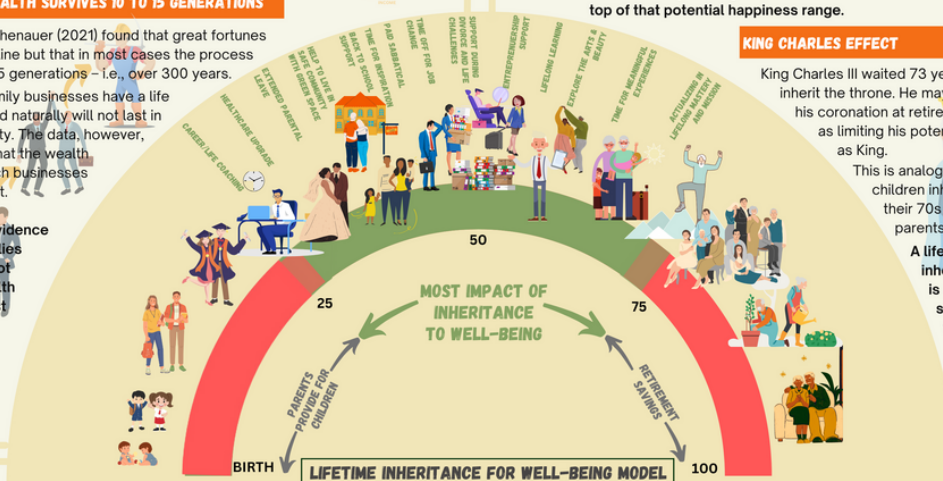 ALTH SURVIVES 10 TO 15 GENERATIONS
henauer (2021) found that great fortunes
line but that in most cases the process
5 generations – i.e., over 300 years.
mily businesses have a life
d naturally will not last in
ty. The data, however,
hat the wealth
ch businesses
t.
vidence
lies
ot
lth
st
top of that potential happiness range.
KING CHARLES EFFECT
King Charles III waited 73 ye
inherit the throne. He may
his coronation at retire
as limiting his poten
as King.
This is analog
children inh
their 70s
parents
A life
inhe
is
s
CAREER/LIFE COACHING
HEALTHCARE UPGRADE
EXTENDED PARENTAL
LEAVE
HELP TO LIVE IN
SAFE COMMUNITY
WITH GREEN SPACE
BACK TO SCHOOL
SUPPORT
TIME FOR INSPIRATION
PAID SABBATICAL
TIME OFF FOR JOB
CHANGE
SUPPORT DURING
DIVORCE AND LIFE
CHALLENGES
ENTREPRENEURSHIP
SUPPORT
LIFELONG LEARNING
EXPLORE THE ARTS &
BEAUTY
TIME FOR MEANINGFUL
EXPERIENCES
ACTUALIZING IN
LIFELONG MASTERY
AND MISSION
50
25
75
MOST IMPACT OF
INHERITANCE
TO WELL-BEING
PARENTS
PROVIDE FOR
CHILDREN
RETIREMENT
SAVINGS
BIRTH
100
LIFETIME INHERITANCE FOR WELL-BEING MODEL